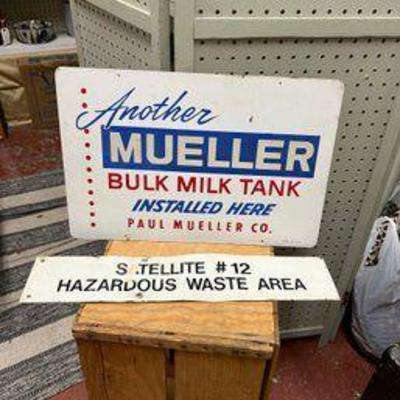 Another
MUELLER
BULK MILK TANK
INSTALLED HERE
PAUL MUELLER CO.
SATELLITE #12
HAZARDOUS WASTE AREA